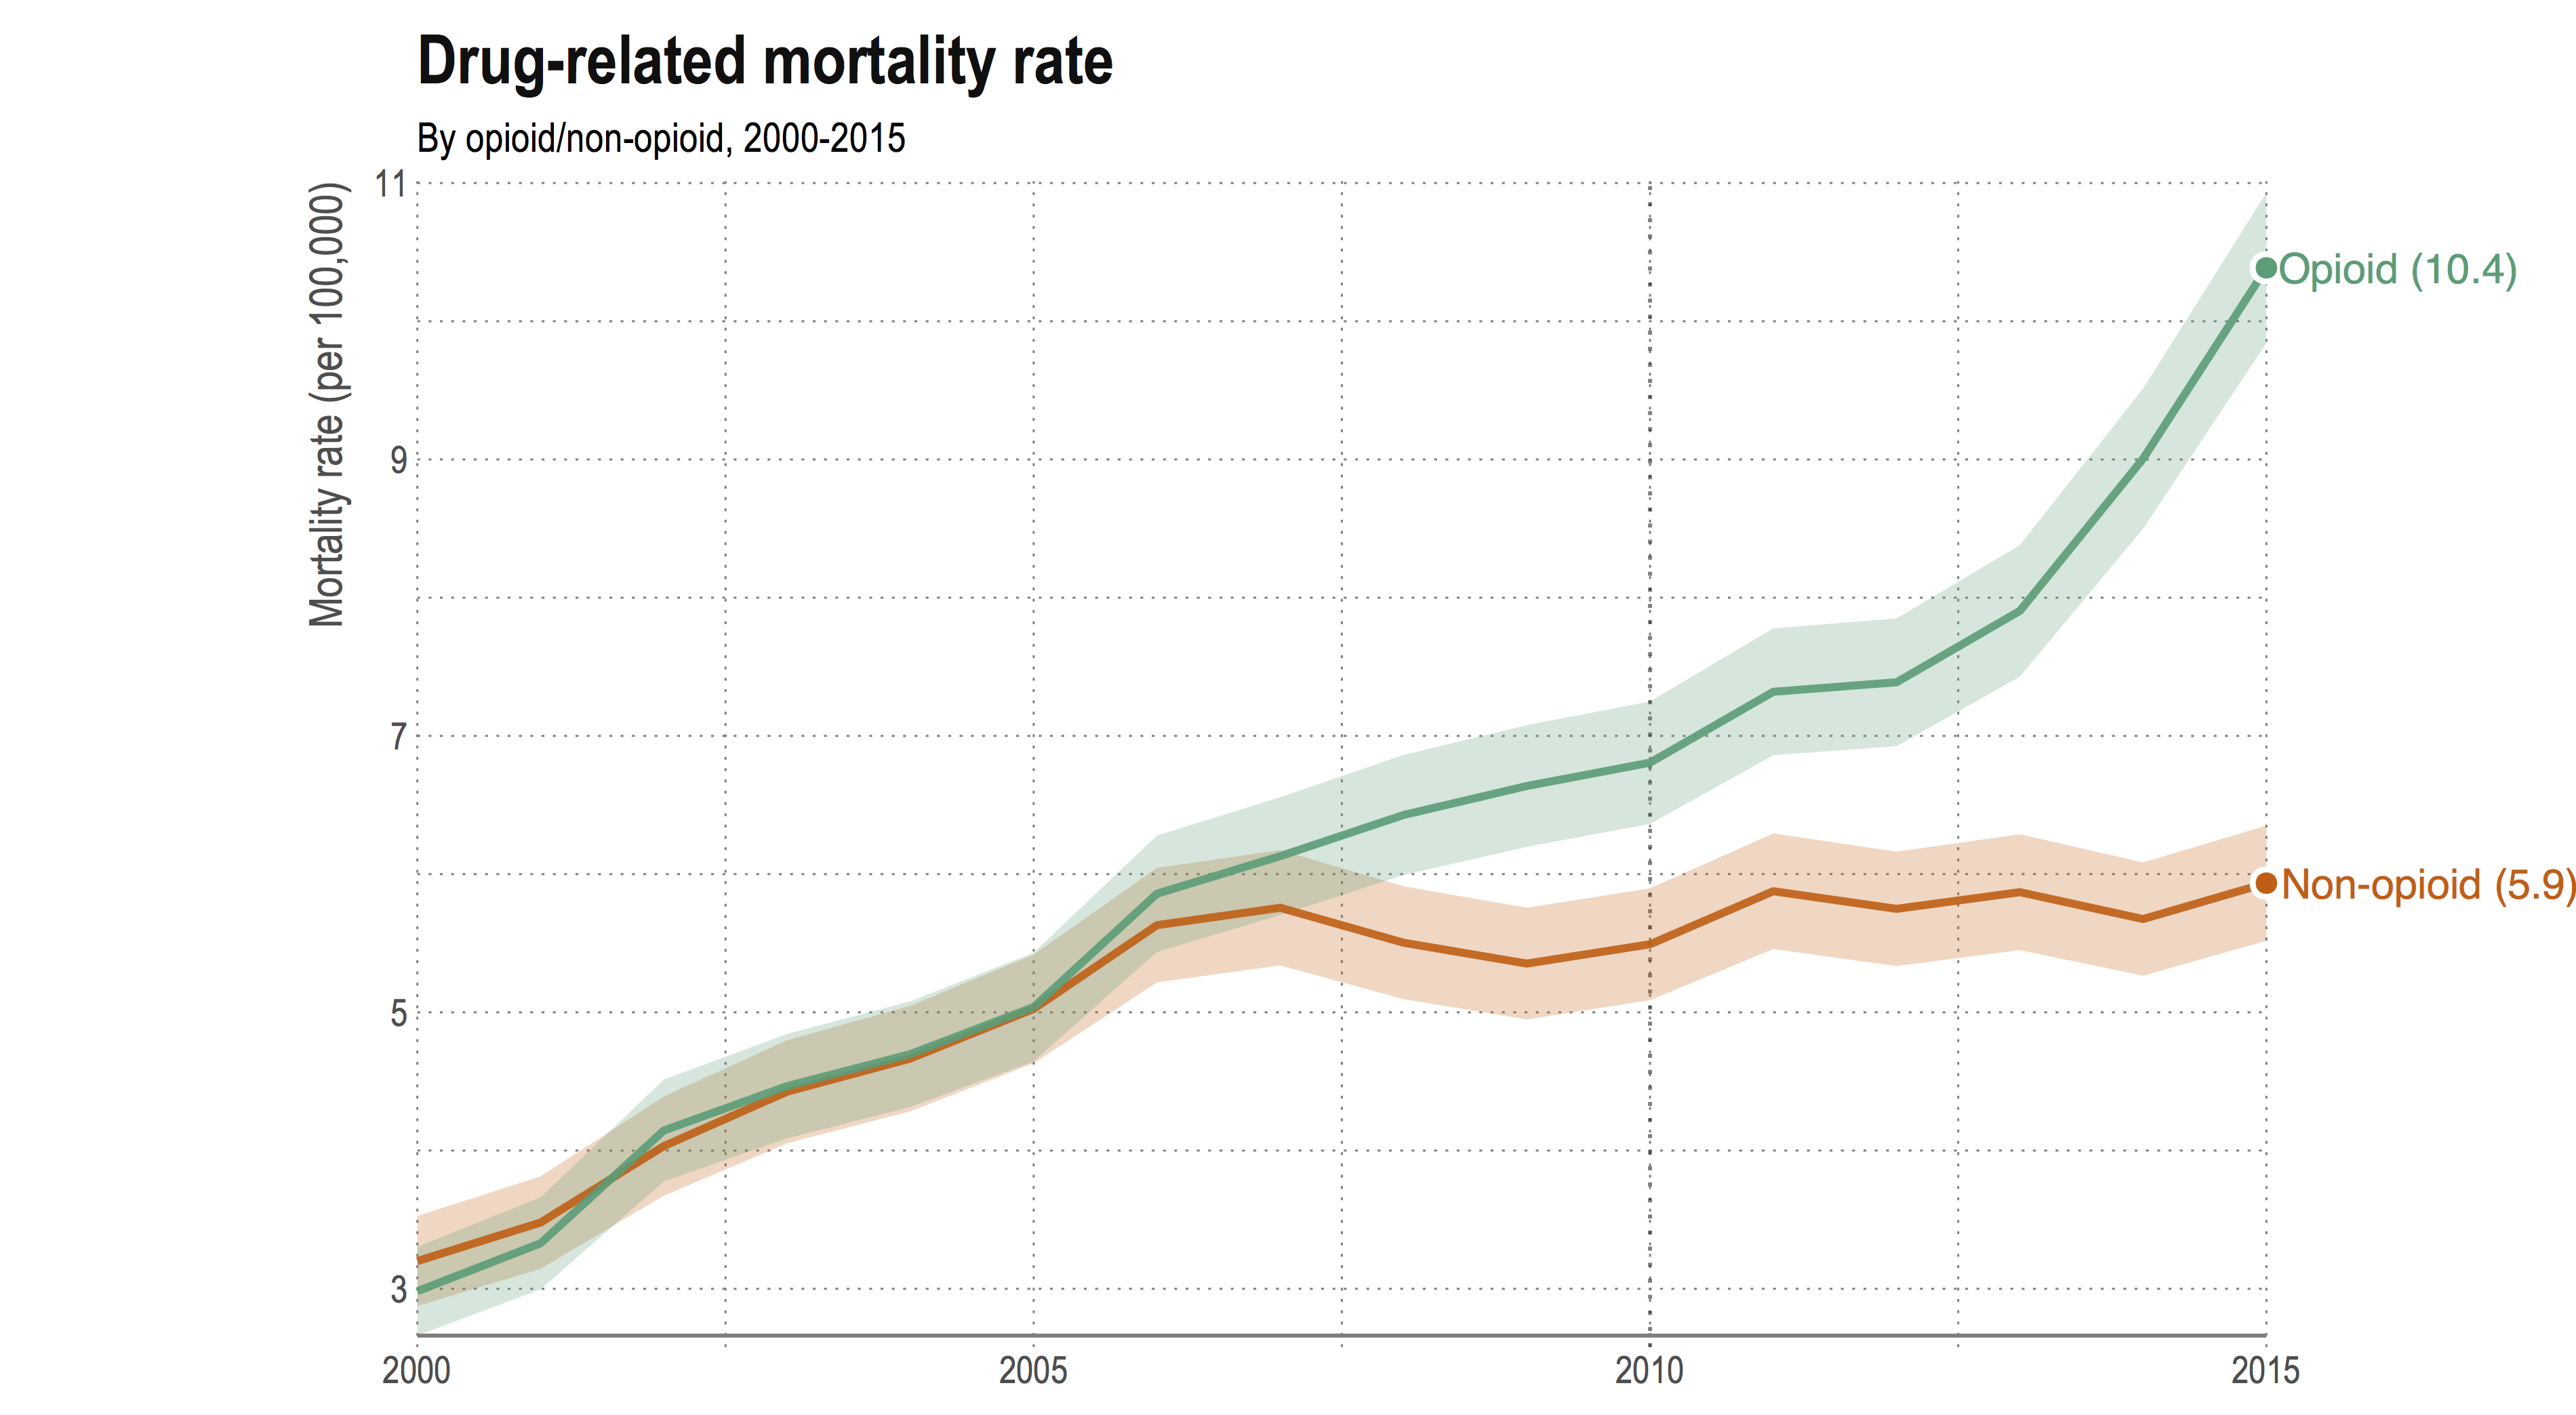 Drug-related mortality rate
By opioid/non-opioid, 2000-2015
Mortality rate (per 100,000)
11
9
7
5
3
Opioid (10.4)
Non-opioid (5.9)
2000
2005
2010
2015